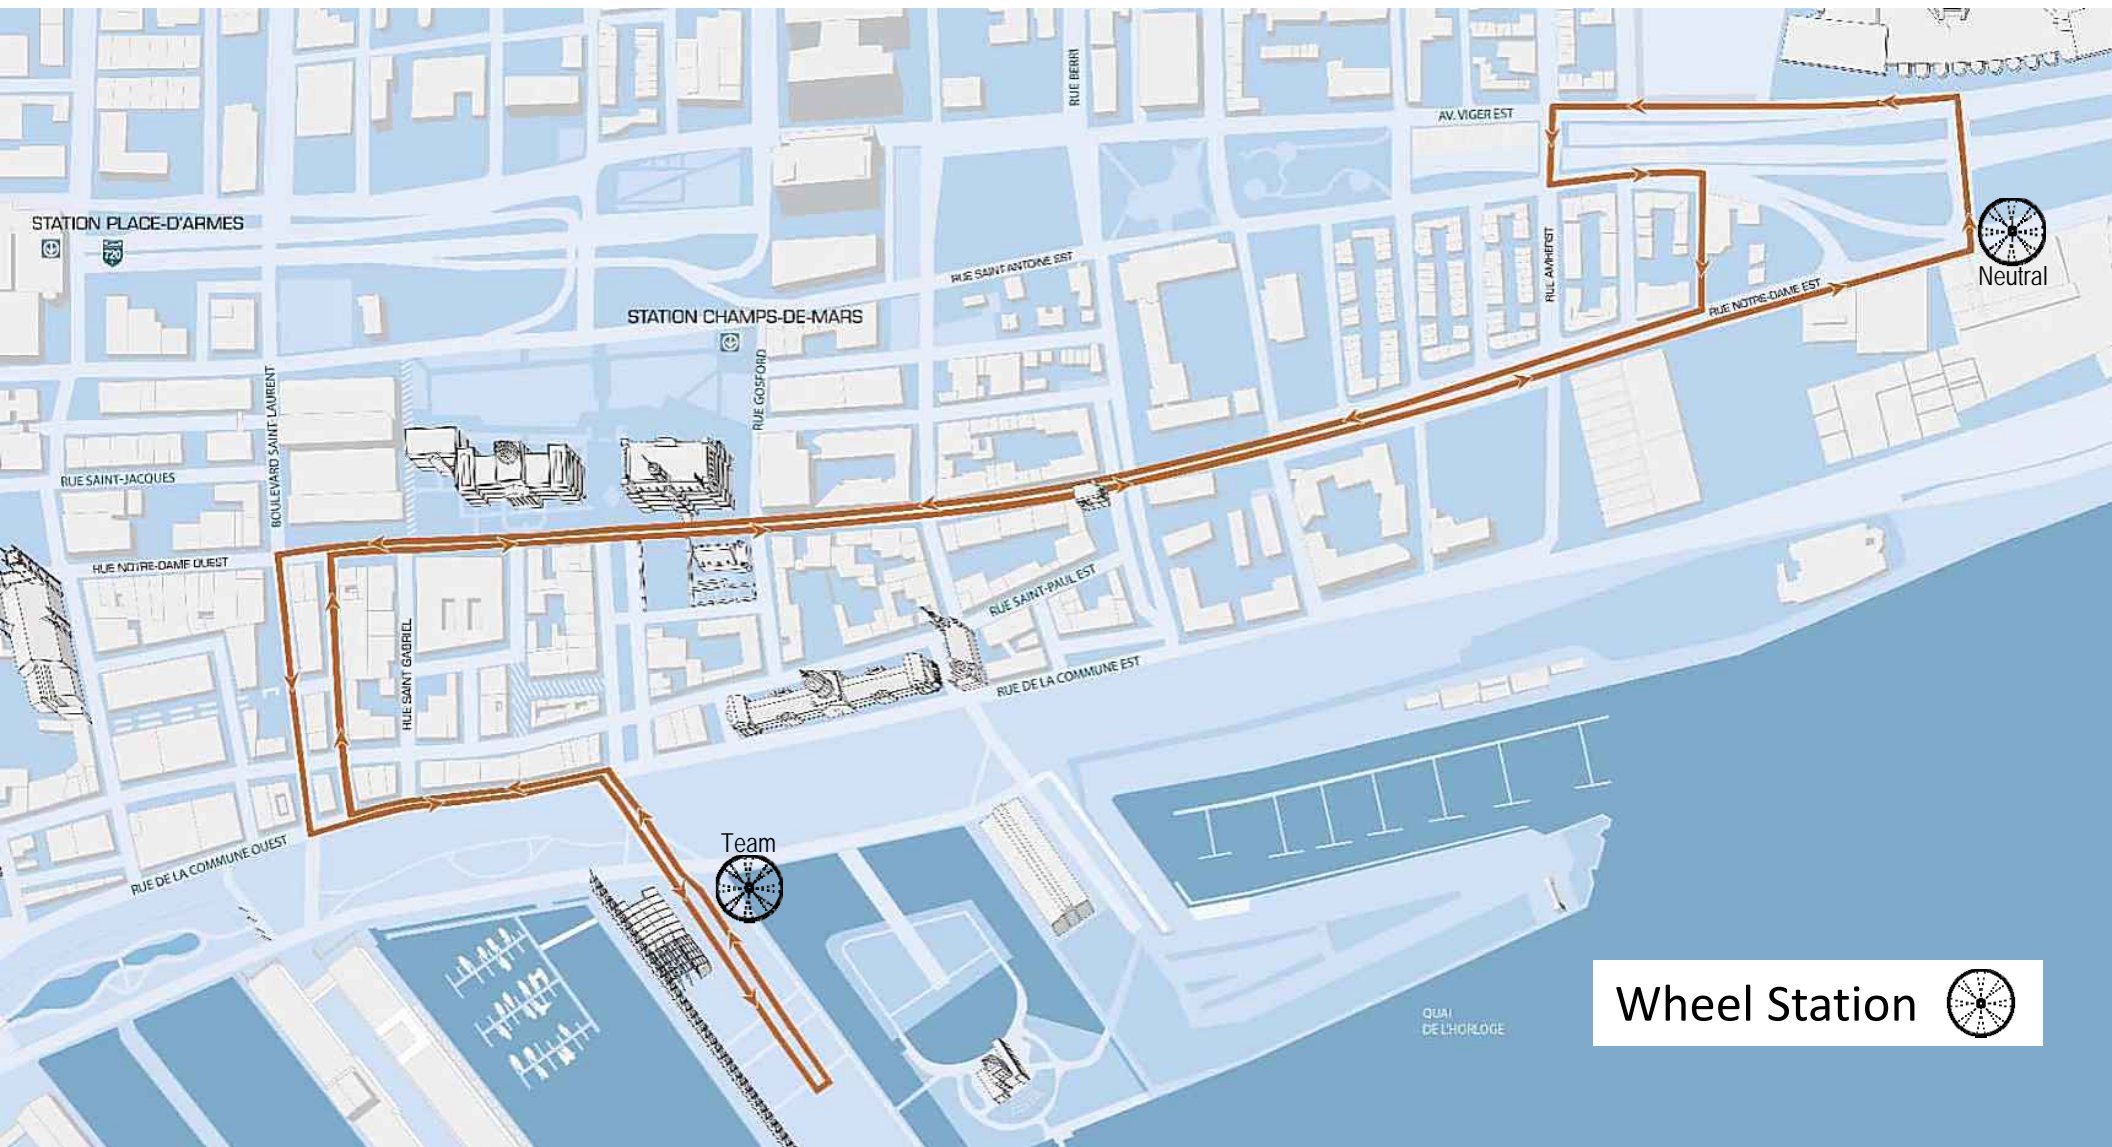 RUE BERRI
AV. VIGER EST
STATION PLACE-D'ARMES
720
RUE AMHERST
Neutral
RUE SAINT-ANTOINE EST
RUE NOTRE-DAME EST
STATION CHAMPS-DE-MARS
RUE GOSFORD
BOULEVARD SAINT-LAURENT
RUE SAINT-JACQUES
RUE NOTRE-DAME OUEST
RUE SAINT-PAUL EST
RUE SAINT GABRIEL
RUE DE LA COMMUNE EST
Team
RUE DE LA COMMUNE OUEST
Wheel Station
QUAI
DE L'HORLOGE